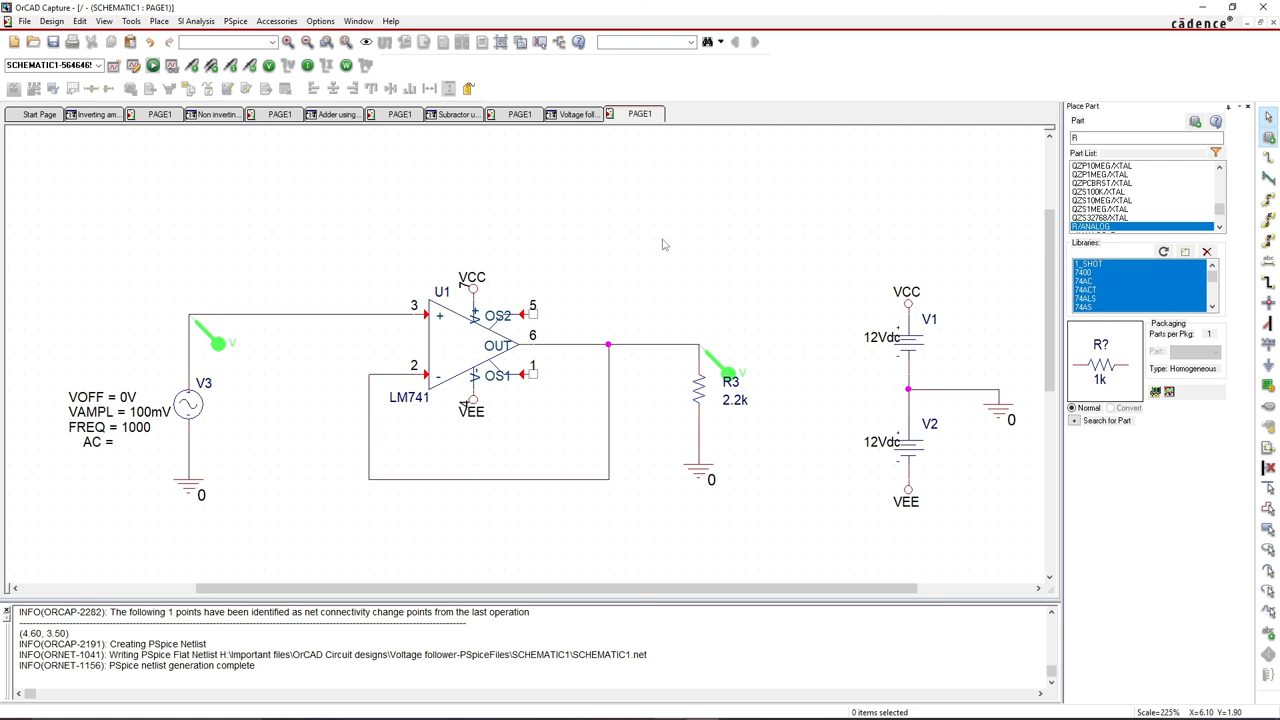 OrCAD Capture - [/ - (SCHEMATIC1 : PAGE1)]
File Design Edit View Tools Place SI Analysis PSpice Accessories Options Window Help
cādence
SCHEMATIC1-564646
Start Page
Inverting am...
PAGE1
Non invertin...
PAGE1
Adder using...
PAGE1
Subractor u...
PAGE1
Voltage foll...
PAGE1
VCC
7
U1
3
+
OS2
5
OUT
6
2
-
OS1
1
LM741
4
VEE
V+
V-
V
V3
VOFF = 0V
VAMPL = 100mV
FREQ = 1000
AC =
0
V
R3
2.2k
0
VCC
V1
12Vdc
0
V2
12Vdc
VEE
Place Part
Part
R
Part List:
QZP10MEG/XTAL
QZP1MEG/XTAL
QZPCBRST/XTAL
QZS100K/XTAL
QZS10MEG/XTAL
QZS1MEG/XTAL
QZS32768/XTAL
R/ANALOG
Libraries:
1_SHOT
7400
74AC
74ACT
74ALS
74AS
R?
1k
Packaging
Parts per Pkg: 1
Part:
Type: Homogeneous
Normal Convert
+ Search for Part
INFO(ORCAP-2282): The following 1 points have been identified as net connectivity change points from the last operation
(4.60, 3.50)
INFO(ORCAP-2191): Creating PSpice Netlist
INFO(ORNET-1041): Writing PSpice Flat Netlist H:\Important files\OrCAD Circuit designs\Voltage follower-PSpiceFiles\SCHEMATIC1\SCHEMATIC1.net
INFO(ORNET-1156): PSpice netlist generation complete
0 items selected
Scale=225% X=6.10 Y=1.90